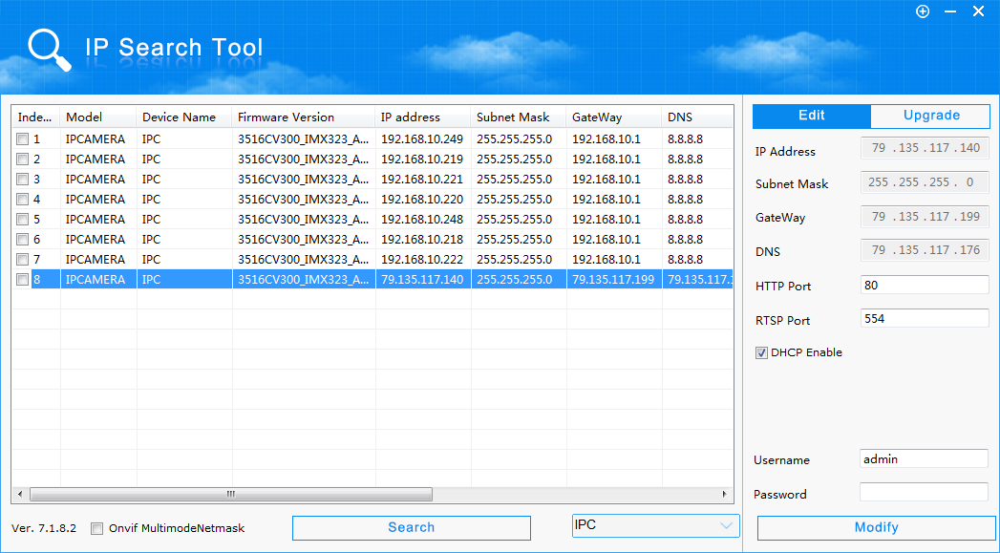 IP Search Tool
Inde... Model Device Name Firmware Version IP address Subnet Mask GateWay DNS
1 IPCAMERA IPC 3516CV300_IMX323_A... 192.168.10.249 255.255.255.0 192.168.10.1 8.8.8.8
2 IPCAMERA IPC 3516CV300_IMX323_A... 192.168.10.219 255.255.255.0 192.168.10.1 8.8.8.8
3 IPCAMERA IPC 3516CV300_IMX323_A... 192.168.10.221 255.255.255.0 192.168.10.1 8.8.8.8
4 IPCAMERA IPC 3516CV300_IMX323_A... 192.168.10.220 255.255.255.0 192.168.10.1 8.8.8.8
5 IPCAMERA IPC 3516CV300_IMX323_A... 192.168.10.248 255.255.255.0 192.168.10.1 8.8.8.8
6 IPCAMERA IPC 3516CV300_IMX323_A... 192.168.10.218 255.255.255.0 192.168.10.1 8.8.8.8
7 IPCAMERA IPC 3516CV300_IMX323_A... 192.168.10.222 255.255.255.0 192.168.10.1 8.8.8.8
8 IPCAMERA IPC 3516CV300_IMX323_A... 79.135.117.140 255.255.255.0 79.135.117.199 79.135.117.1
Ver. 7.1.8.2 Onvif MultimodeNetmask Search IPC
Edit Upgrade
IP Address 79 . 135 . 117 . 140
Subnet Mask 255 . 255 . 255 . 0
GateWay 79 . 135 . 117 . 199
DNS 79 . 135 . 117 . 176
HTTP Port 80
RTSP Port 554
DHCP Enable
Username admin
Password
Modify